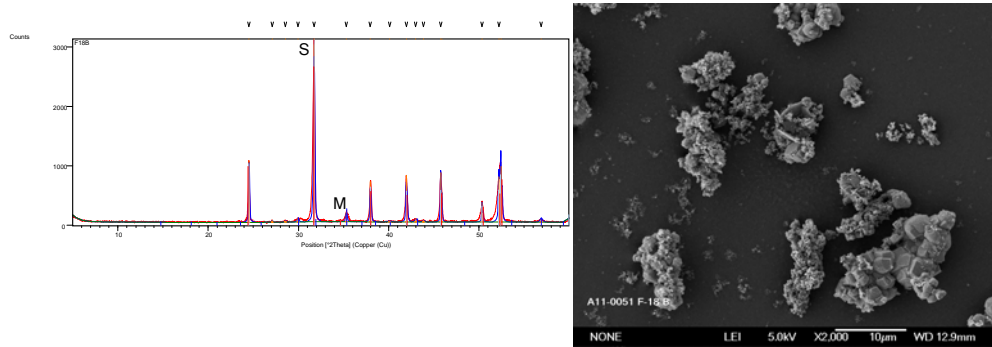 Counts
F18B
3000
2000
1000
0
S
M
10
20
30
40
50
Position [°2Theta] (Copper (Cu))
A11-0051 F-18 B
NONE LEI 5.0kV X2,000 10µm WD 12.9mm